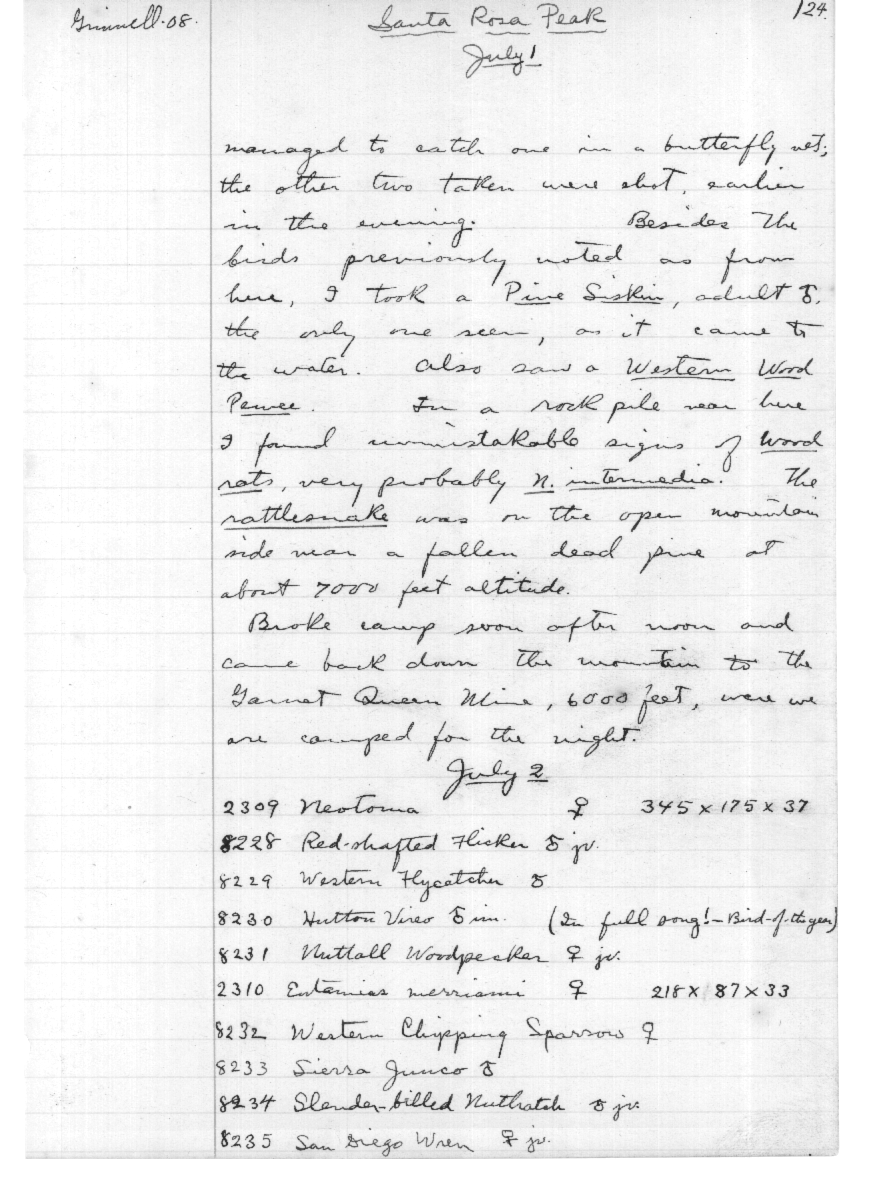 Grinnell-08.
Santa Rosa Peak
124
July 1
managed to catch one in a butterfly net;
the other two taken were shot, earlier
in the evening. Besides the
birds previously noted as from
here, I took a Pine Siskin, adult ♂,
the only one seen, as it came to
the water. Also saw a Western Wood
Pewee. In a rock pile near here
I found unmistakable signs of wood
rats, very probably N. intermedia. The
rattlesnake was on the open mountain
side near a fallen dead pine at
about 7000 feet altitude.
Broke camp soon after noon and
came back down the mountain to the
Garnet Queen Mine, 6000 feet, were we
are camped for the night.
July 2
2309 Neotoma ♀ 345 x 175 x 37
8228 Red-shafted Flicker ♂ jv.
8229 Western Flycatcher ♂
8230 Hutton Vireo ♂ im. (In full song! - Bird-of-the-year)
8231 Nuttall Woodpecker ♀ jv.
2310 Eutamias merriami ♀ 218 x 87 x 33
8232 Western Chipping Sparrow ♀
8233 Sierra Junco ♂
8234 Slender-billed Nuthatch ♂ jv.
8235 San Diego Wren ♀ jv.